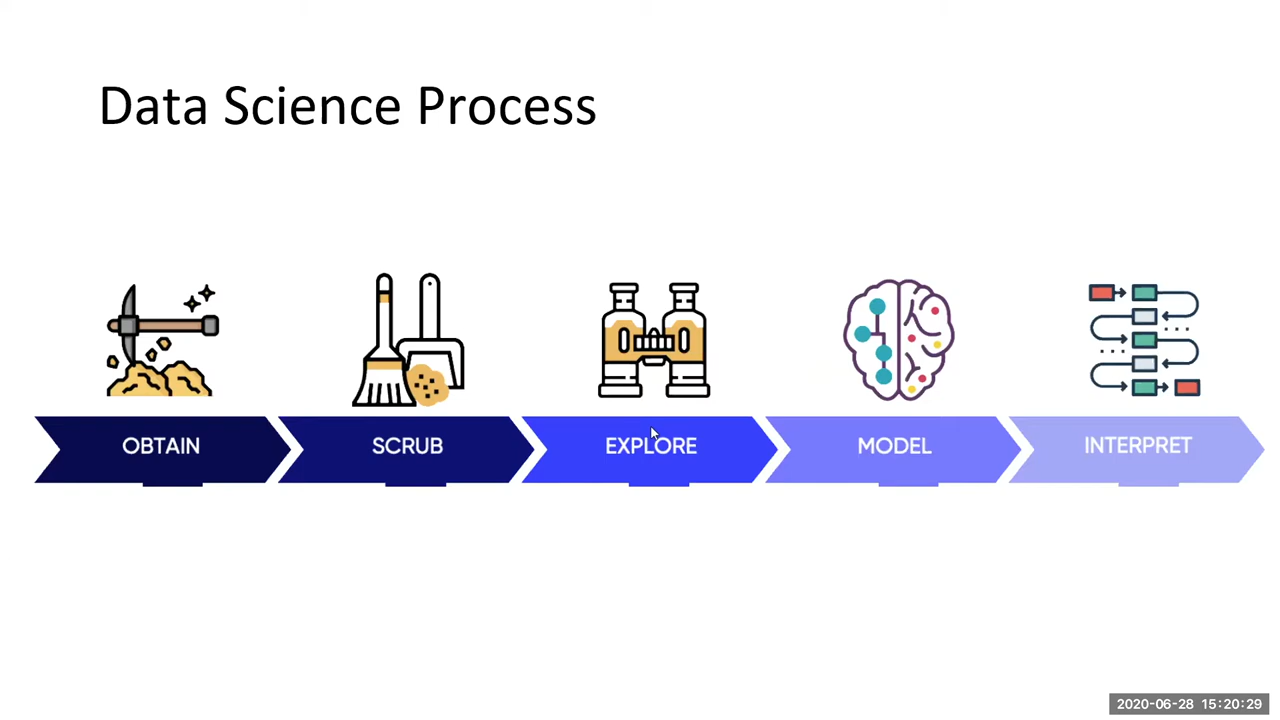 Data Science Process
OBTAIN
SCRUB
EXPLORE
MODEL
INTERPRET
2020-06-28 15:20:29